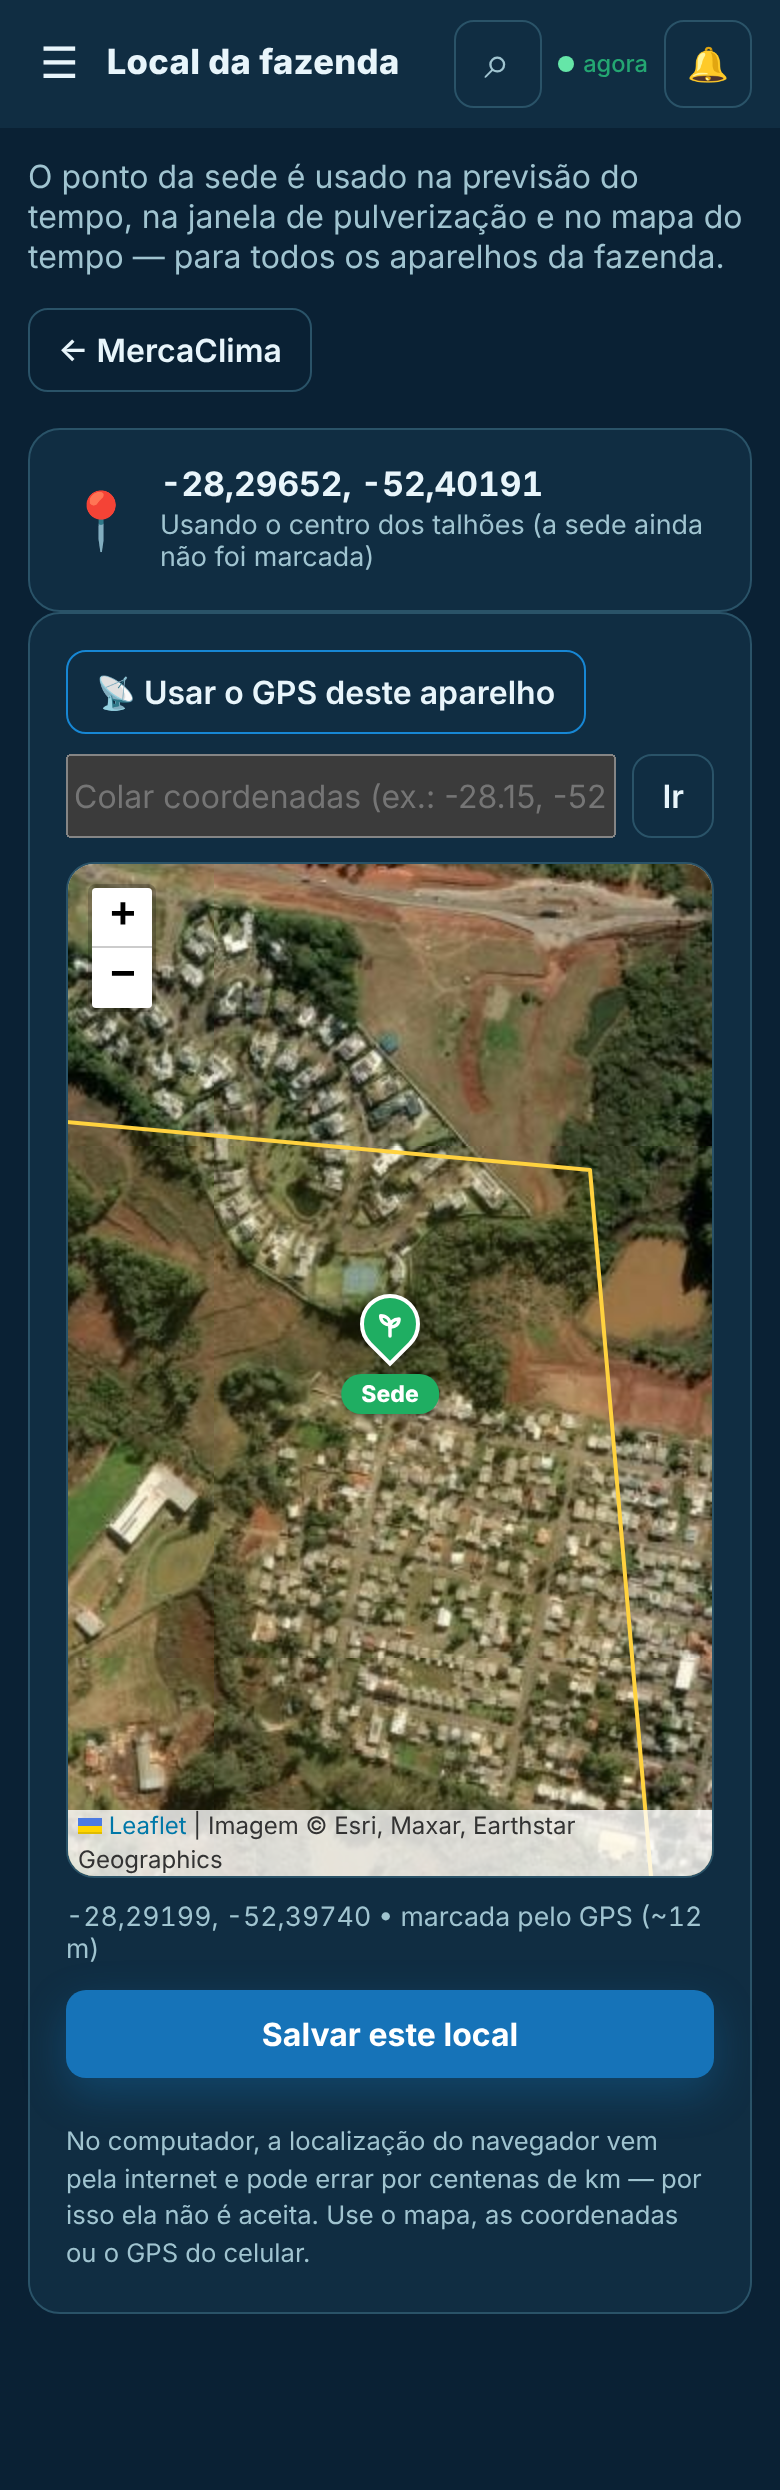 ☰ Local da fazenda ⌕ agora 🔔
O ponto da sede é usado na previsão do
tempo, na janela de pulverização e no mapa do
tempo — para todos os aparelhos da fazenda.
← MercaClima
-28,29652, -52,40191
Usando o centro dos talhões (a sede ainda
não foi marcada)
📡 Usar o GPS deste aparelho
Colar coordenadas (ex.: -28.15, -52
Ir
+
−
Sede
Leaflet | Imagem © Esri, Maxar, Earthstar
Geographics
-28,29199, -52,39740 • marcada pelo GPS (~12
m)
Salvar este local
No computador, a localização do navegador vem
pela internet e pode errar por centenas de km — por
isso ela não é aceita. Use o mapa, as coordenadas
ou o GPS do celular.